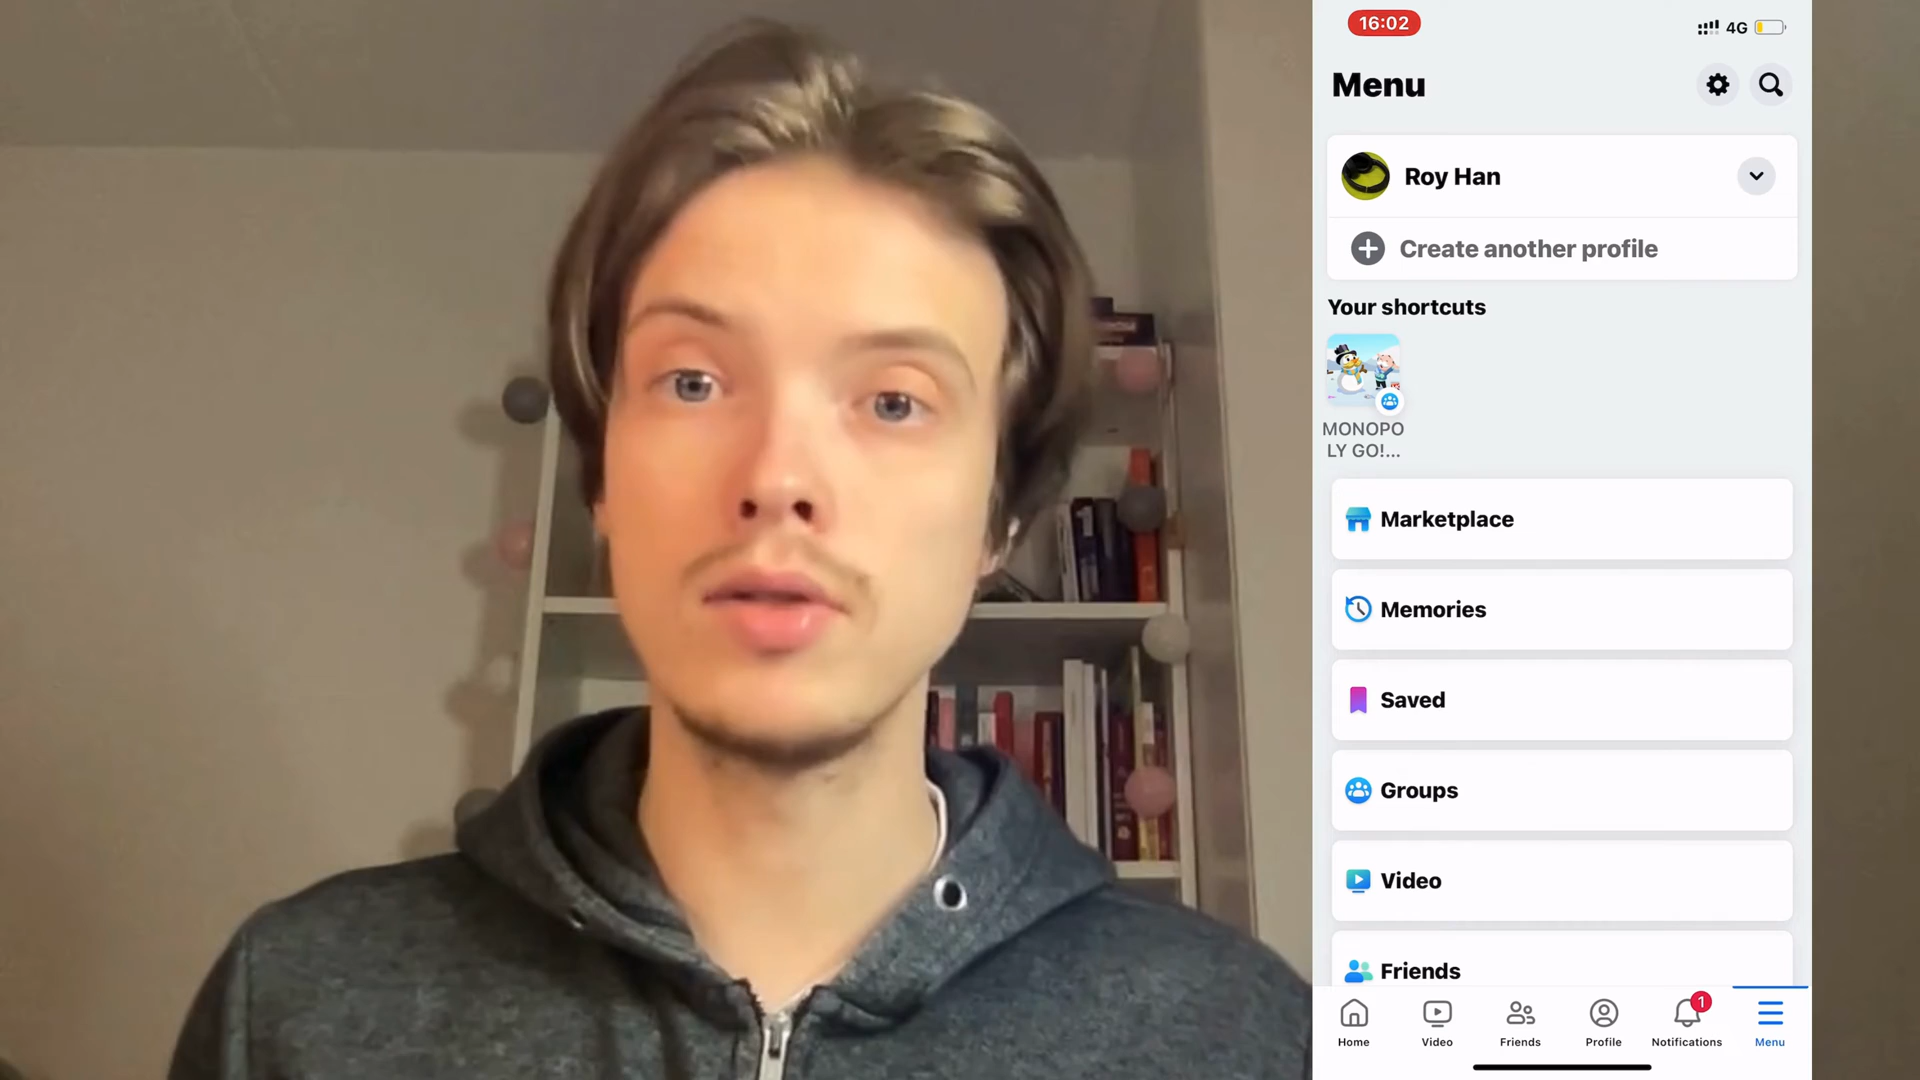 16:02
4G
Menu
Roy Han
Create another profile
Your shortcuts
MONOPO
LY GO!...
Marketplace
Memories
Saved
Groups
Video
Friends
1
Home
Video
Friends
Profile
Notifications
Menu